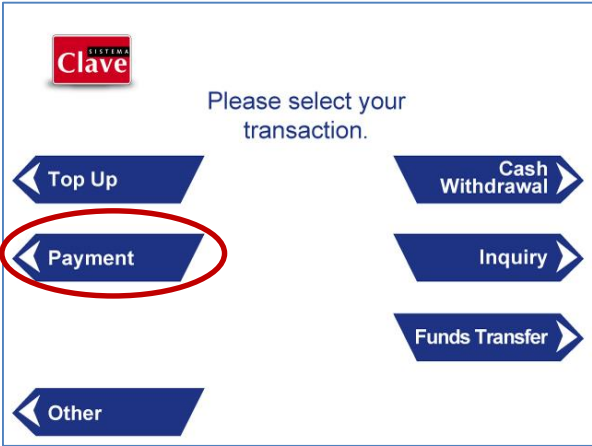 SISTEMA
Clave
Please select your
transaction.
Top Up
Cash
Withdrawal
Payment
Inquiry
Funds Transfer
Other